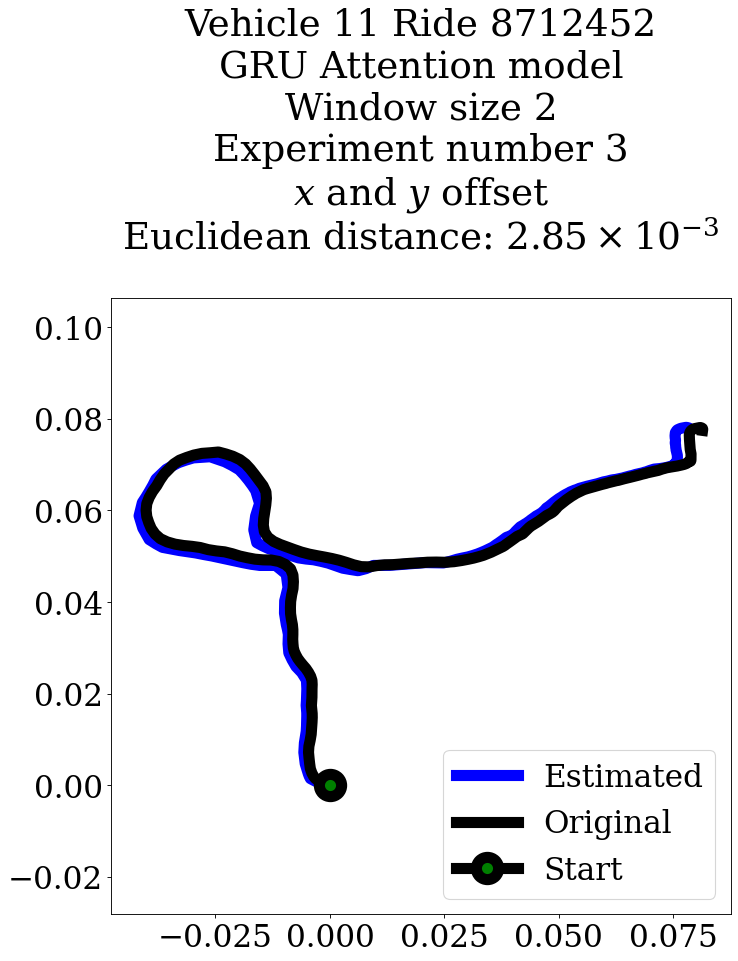 Vehicle 11 Ride 8712452
GRU Attention model
Window size 2
Experiment number 3
x and y offset
Euclidean distance: 2.85 × 10⁻³
0.10
0.08
0.06
0.04
0.02
0.00
−0.02
Estimated
Original
Start
−0.025 0.000 0.025 0.050 0.075